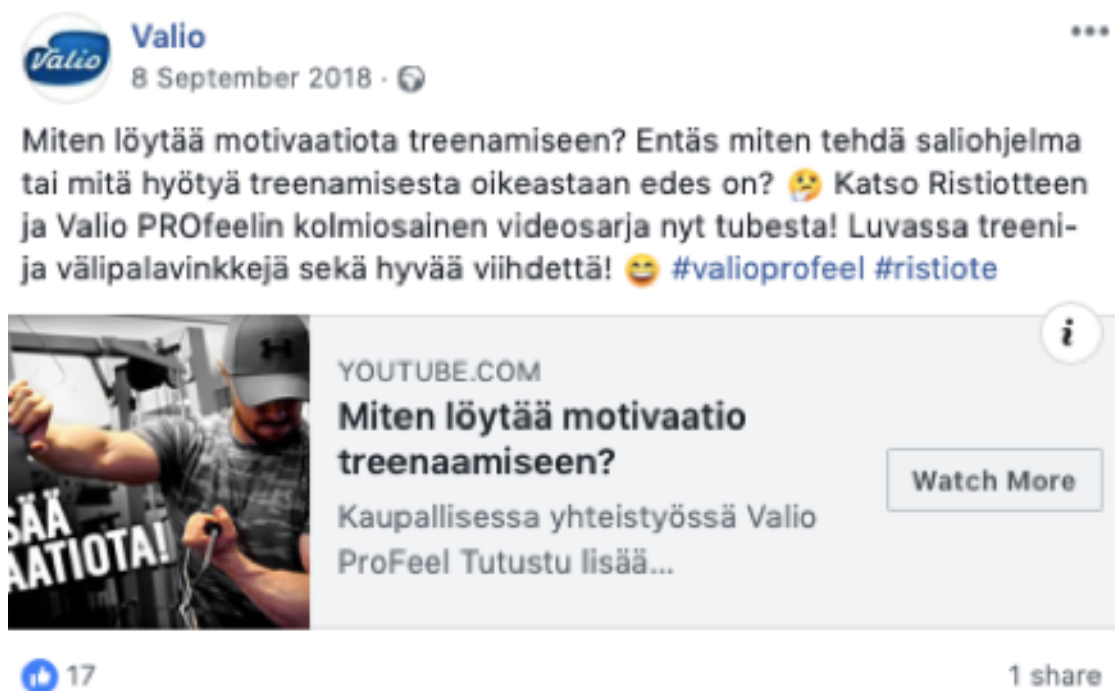 Valio
Valio
8 September 2018 ·
Miten löytää motivaatiota treenamiseen? Entäs miten tehdä saliohjelma
tai mitä hyötyä treenamisesta oikeastaan edes on? 🤔 Katso Ristiotteen
ja Valio PROfeelin kolmiosainen videosarja nyt tubesta! Luvassa treeni-
ja välipalavinkkejä sekä hyvää viihdettä! 😄 #valioprofeel #ristiote
SÄÄ
AATIOTA!
i
YOUTUBE.COM
Miten löytää motivaatio
treenaamiseen?
Kaupallisessa yhteistyössä Valio
ProFeel Tutustu lisää...
Watch More
17
1 share